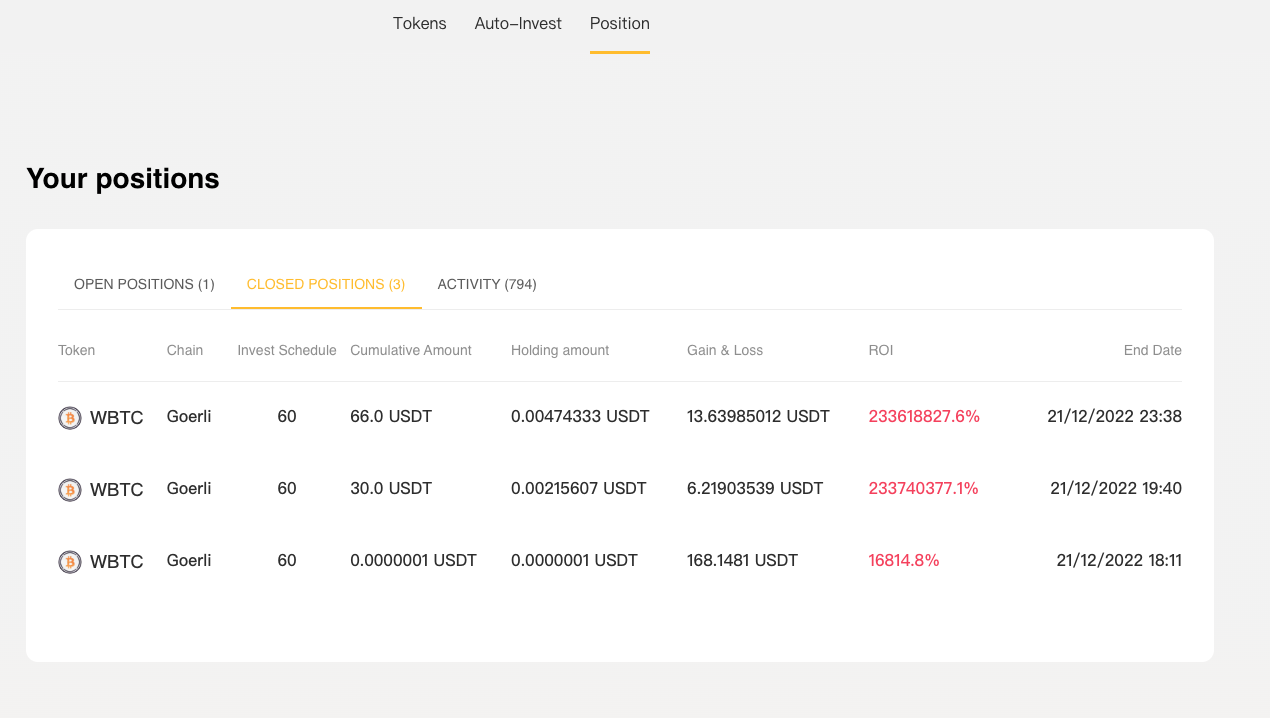 Tokens Auto-Invest Position
Your positions
OPEN POSITIONS (1) CLOSED POSITIONS (3) ACTIVITY (794)
Token Chain Invest Schedule Cumulative Amount Holding amount Gain & Loss ROI End Date
WBTC Goerli 60 66.0 USDT 0.00474333 USDT 13.63985012 USDT 233618827.6% 21/12/2022 23:38
WBTC Goerli 60 30.0 USDT 0.00215607 USDT 6.21903539 USDT 233740377.1% 21/12/2022 19:40
WBTC Goerli 60 0.0000001 USDT 0.0000001 USDT 168.1481 USDT 16814.8% 21/12/2022 18:11